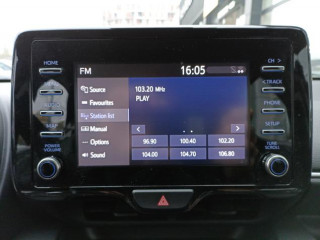 FM 16:05
HOME
CH >
Source
103.20 MHz
Favourites
PLAY
< TRACK
Station list
PHONE
Manual
MAP
SETUP
Options
96.90 100.40 102.20
Sound
104.00 104.70 106.80
POWER
VOLUME
TUNE
SCROLL